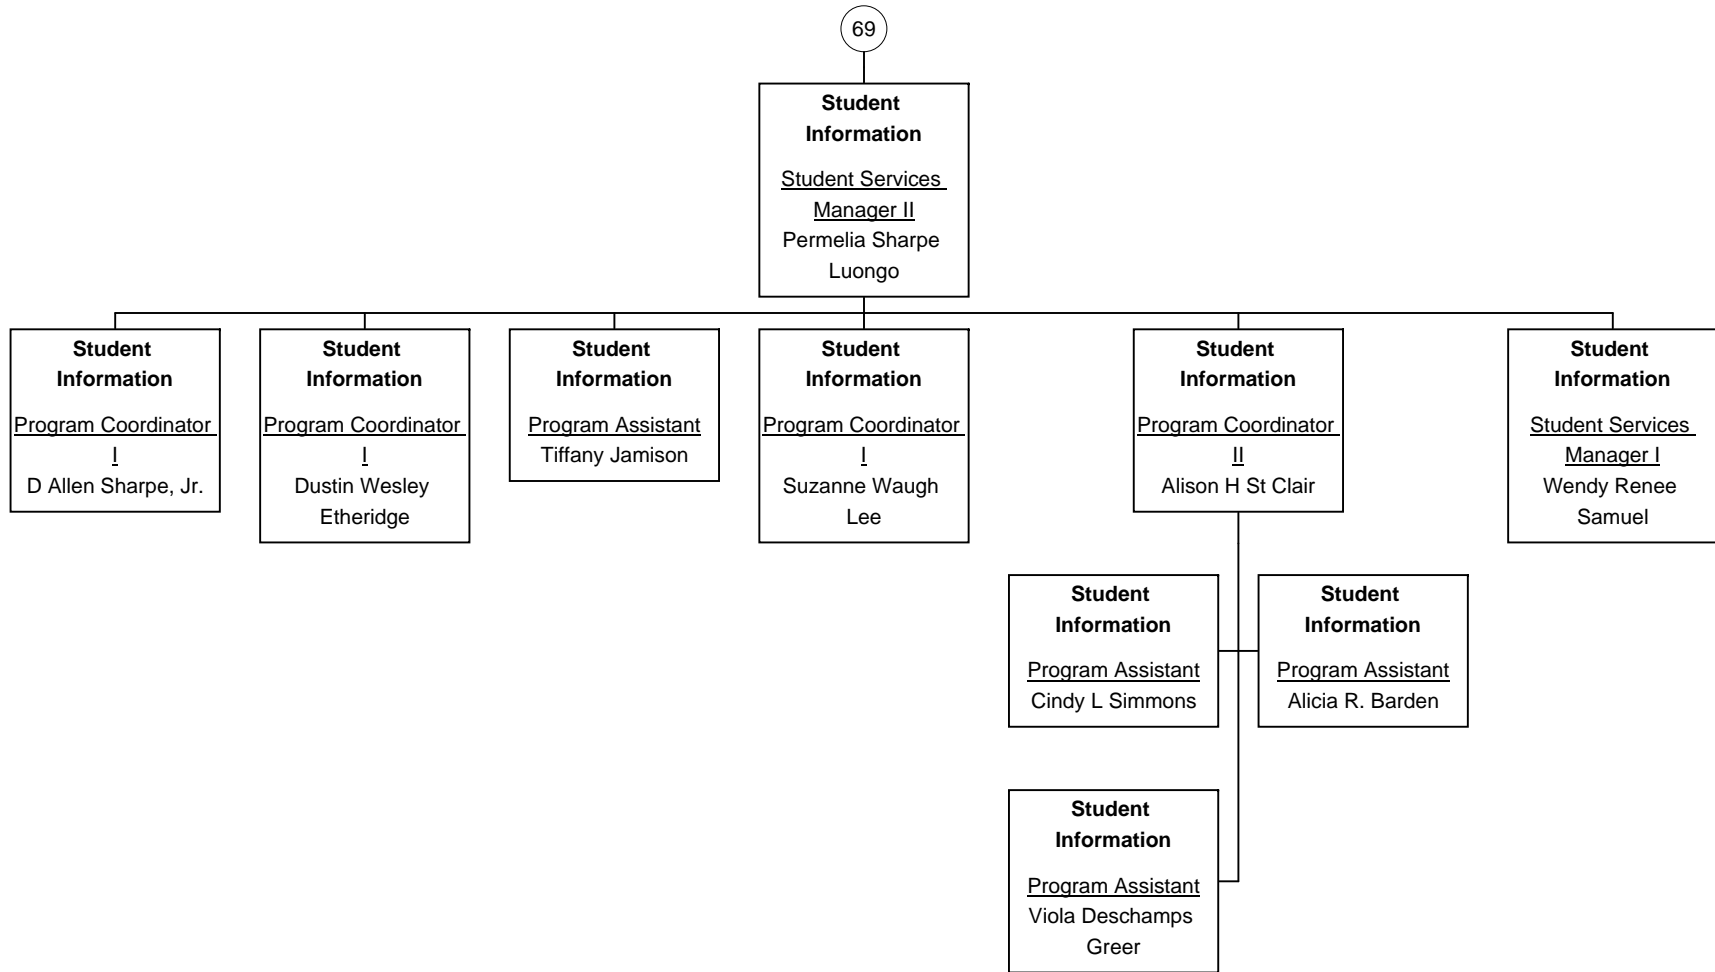 69
Student
Information
Student Services
Manager II
Permelia Sharpe
Luongo
Student
Information
Program Coordinator
I
D Allen Sharpe, Jr.
Student
Information
Program Coordinator
I
Dustin Wesley
Etheridge
Student
Information
Program Assistant
Tiffany Jamison
Student
Information
Program Coordinator
I
Suzanne Waugh
Lee
Student
Information
Program Coordinator
II
Alison H St Clair
Student
Information
Student Services
Manager I
Wendy Renee
Samuel
Student
Information
Program Assistant
Cindy L Simmons
Student
Information
Program Assistant
Alicia R. Barden
Student
Information
Program Assistant
Viola Deschamps
Greer